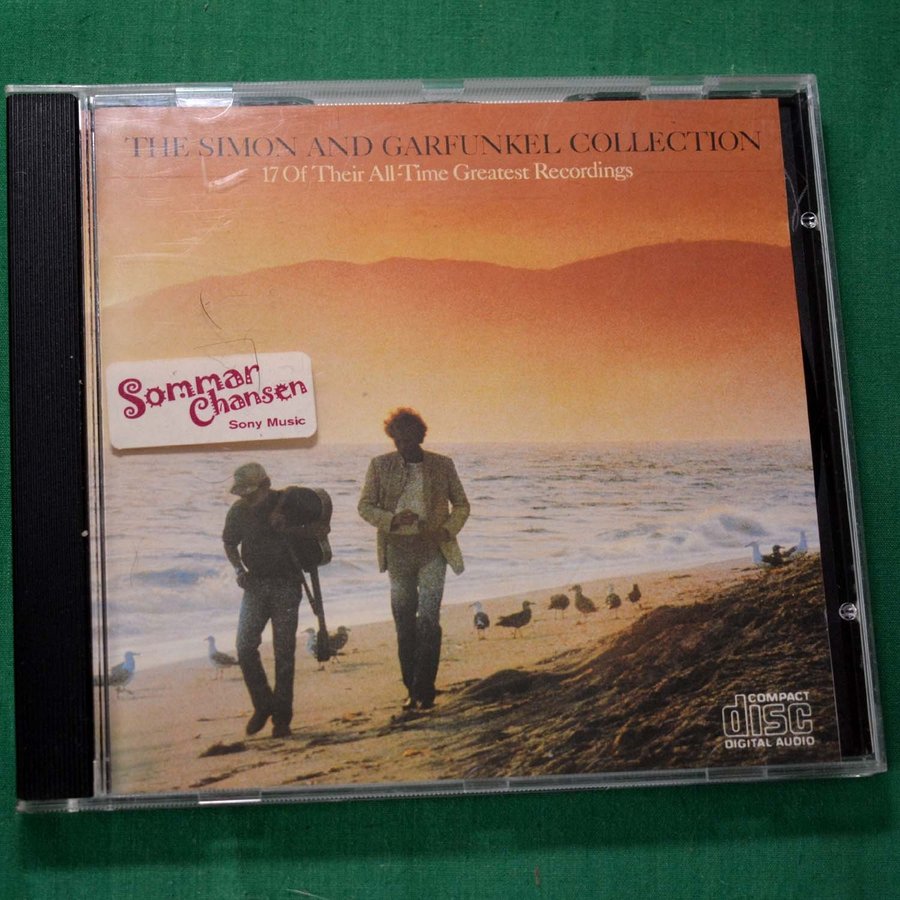 THE SIMON AND GARFUNKEL COLLECTION
17 Of Their All-Time Greatest Recordings
Sommar
Chansen
Sony Music
COMPACT
disc
DIGITAL AUDIO